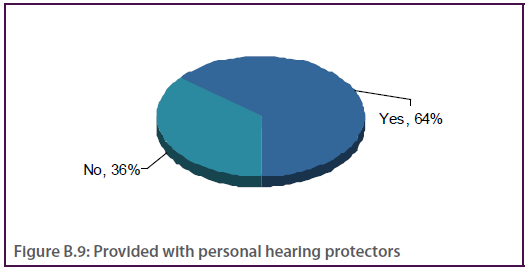 Yes, 64%
No, 36%
Figure B.9: Provided with personal hearing protectors